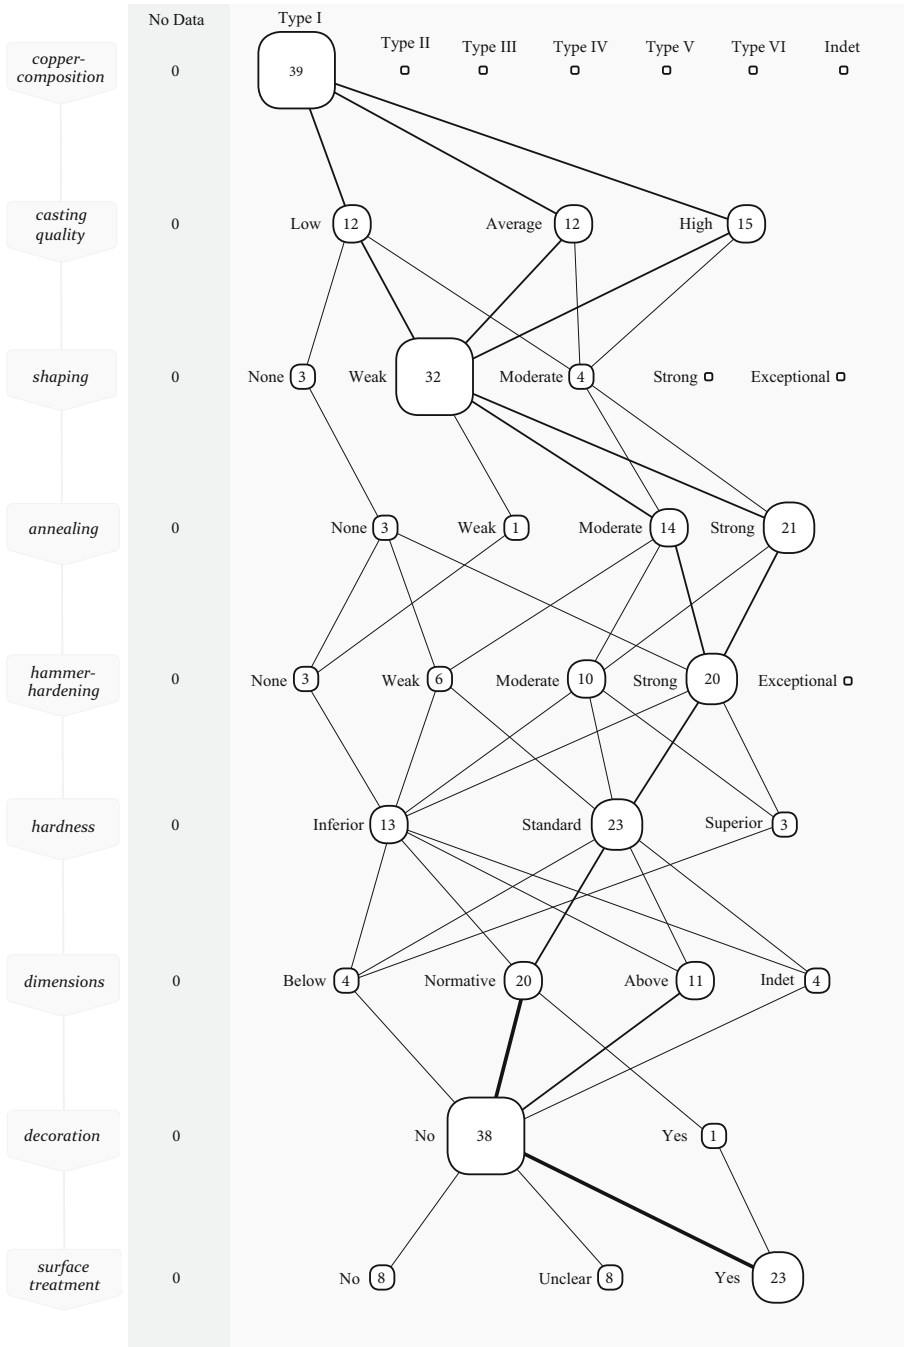 No Data
Type I
Type II
Type III
Type IV
Type V
Type VI
Indet
copper-
composition
0
39
casting
quality
0
Low 12
Average 12
High 15
shaping
0
None 3
Weak 32
Moderate 4
Strong
Exceptional
annealing
0
None 3
Weak 1
Moderate 14
Strong 21
hammer-
hardening
0
None 3
Weak 6
Moderate 10
Strong 20
Exceptional
hardness
0
Inferior 13
Standard 23
Superior 3
dimensions
0
Below 4
Normative 20
Above 11
Indet 4
decoration
0
No 38
Yes 1
surface
treatment
0
No 8
Unclear 8
Yes 23